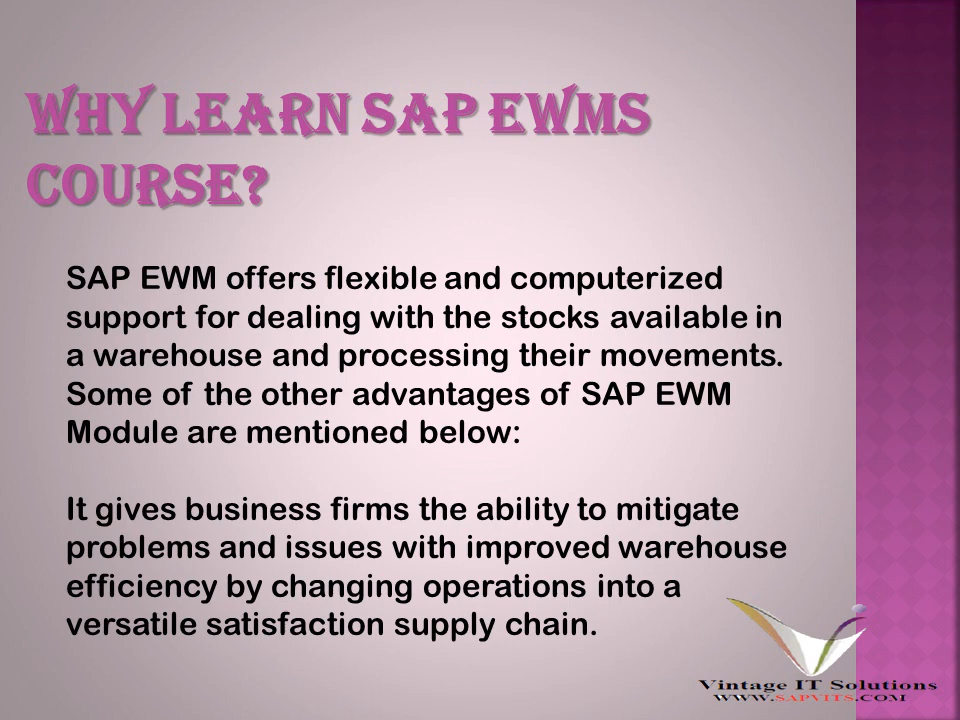 WHY LEARN SAP EWMS
COURSE?
SAP EWM offers flexible and computerized
support for dealing with the stocks available in
a warehouse and processing their movements.
Some of the other advantages of SAP EWM
Module are mentioned below:
It gives business firms the ability to mitigate
problems and issues with improved warehouse
efficiency by changing operations into a
versatile satisfaction supply chain.
Vintage IT Solutions
WWW.SAPVITS.COM